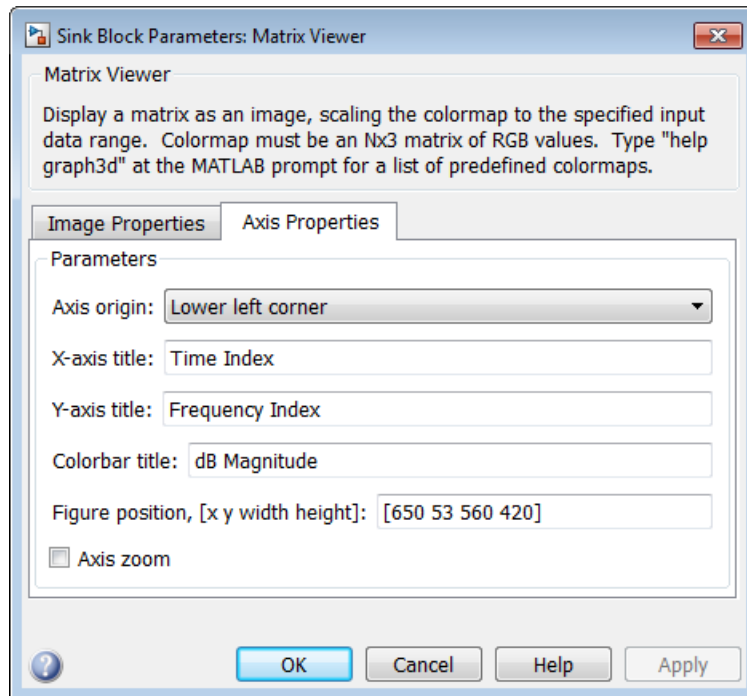 Sink Block Parameters: Matrix Viewer
Matrix Viewer
Display a matrix as an image, scaling the colormap to the specified input
data range.  Colormap must be an Nx3 matrix of RGB values.  Type "help
graph3d" at the MATLAB prompt for a list of predefined colormaps.
Image Properties Axis Properties
Parameters
Axis origin: Lower left corner
X-axis title: Time Index
Y-axis title: Frequency Index
Colorbar title: dB Magnitude
Figure position, [x y width height]: [650 53 560 420]
Axis zoom
? OK Cancel Help Apply